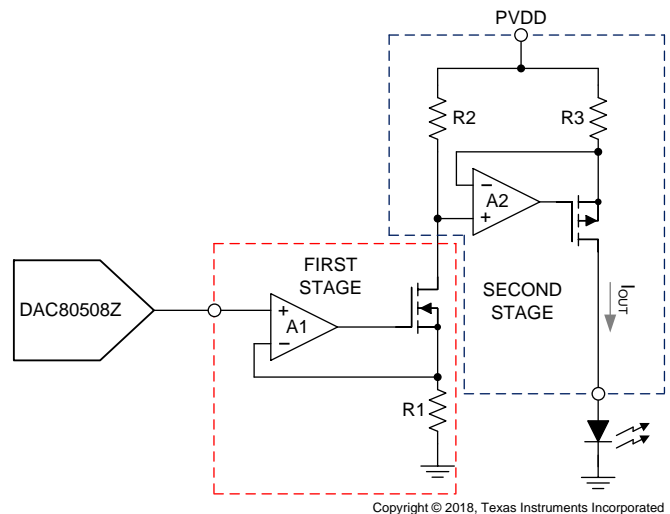 PVDD
R2
R3
−
A2
+
FIRST
STAGE
SECOND
STAGE
IOUT
DAC80508Z
+
A1
−
R1
Copyright © 2018, Texas Instruments Incorporated